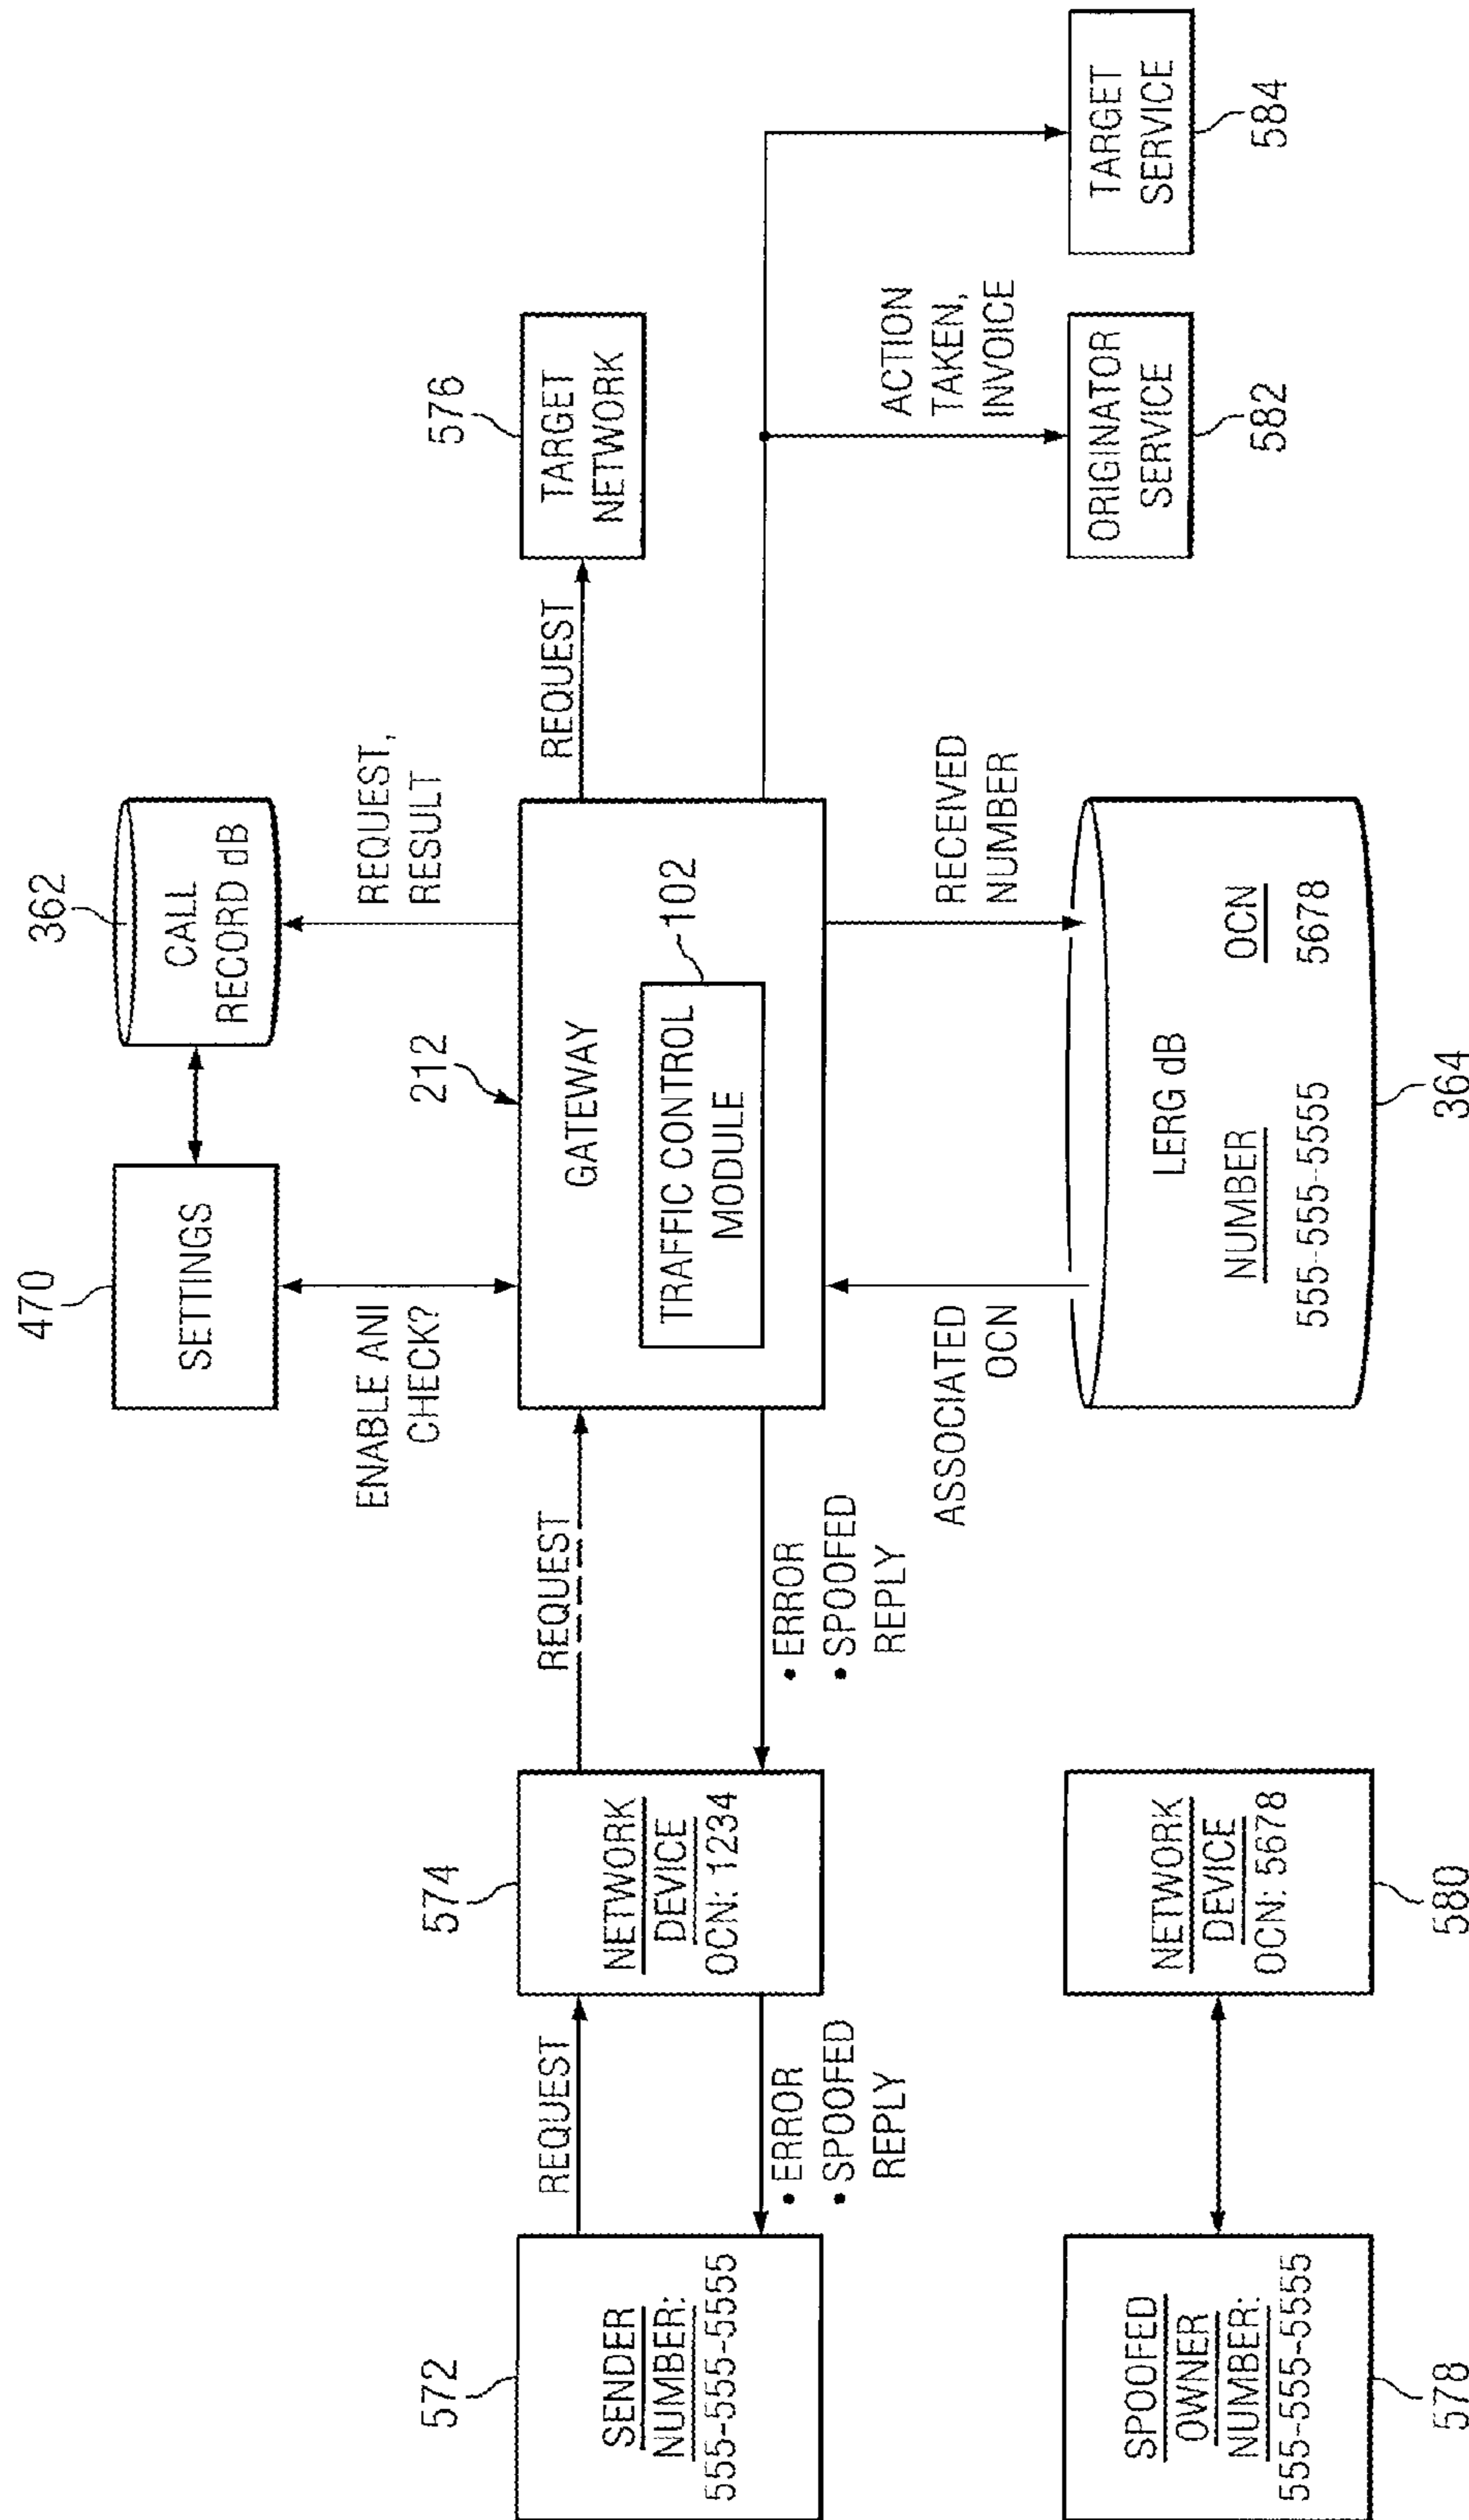 470
SETTINGS
362
CALL
RECORD dB
ENABLE ANI
CHECK?
REQUEST,
RESULT
572
SENDER
NUMBER:
555-555-5555
REQUEST
• ERROR
• SPOOFED
REPLY
574
NETWORK
DEVICE
OCN: 1234
REQUEST
• ERROR
• SPOOFED
REPLY
212
GATEWAY
102
TRAFFIC CONTROL
MODULE
REQUEST
576
TARGET
NETWORK
578
SPOOFED
OWNER
NUMBER:
555-555-5555
580
NETWORK
DEVICE
OCN: 5678
ASSOCIATED
OCN
RECEIVED
NUMBER
LERG dB
NUMBER
555-555-5555
OCN
5678
364
ACTION
TAKEN,
INVOICE
ORIGINATOR
SERVICE
582
TARGET
SERVICE
584